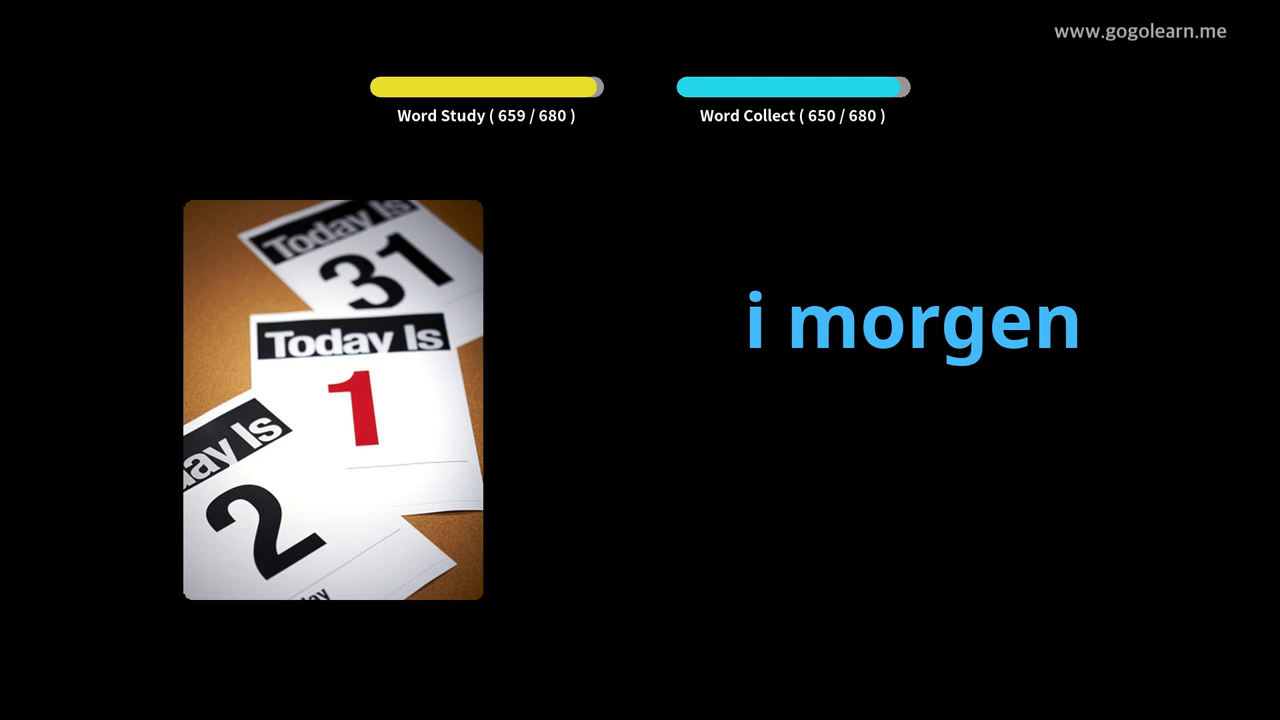 www.gogolearn.me
Word Study ( 659 / 680 )
Word Collect ( 650 / 680 )
Today Is
31
Today Is
1
ay Is
2
i morgen